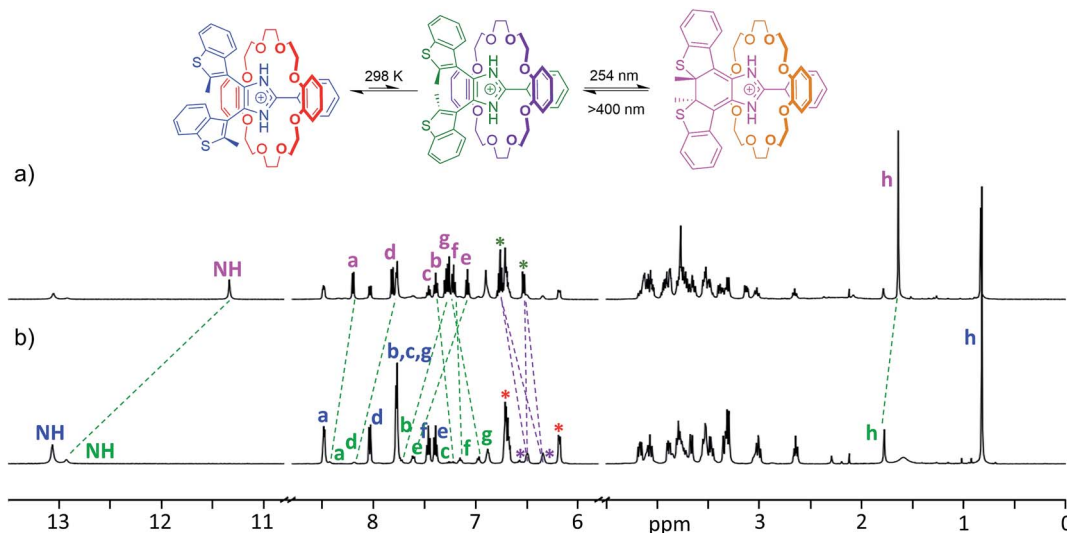 S
O
O
O
O
H
N
N
H
S
O
O
O
O
298 K
S
O
O
O
O
H
N
N
H
S
O
O
O
O
254 nm
>400 nm
S
O
O
O
O
H
N
N
H
S
O
O
O
O
a)
NH
a
d
c
b
g
f
e
*
*
h
h
b)
NH
NH
a
a
d
d
b,c,g
b
e
f
e
c
f
g
*
*
*
*
h
h
13
12
11
8
7
6
ppm
3
2
1
0